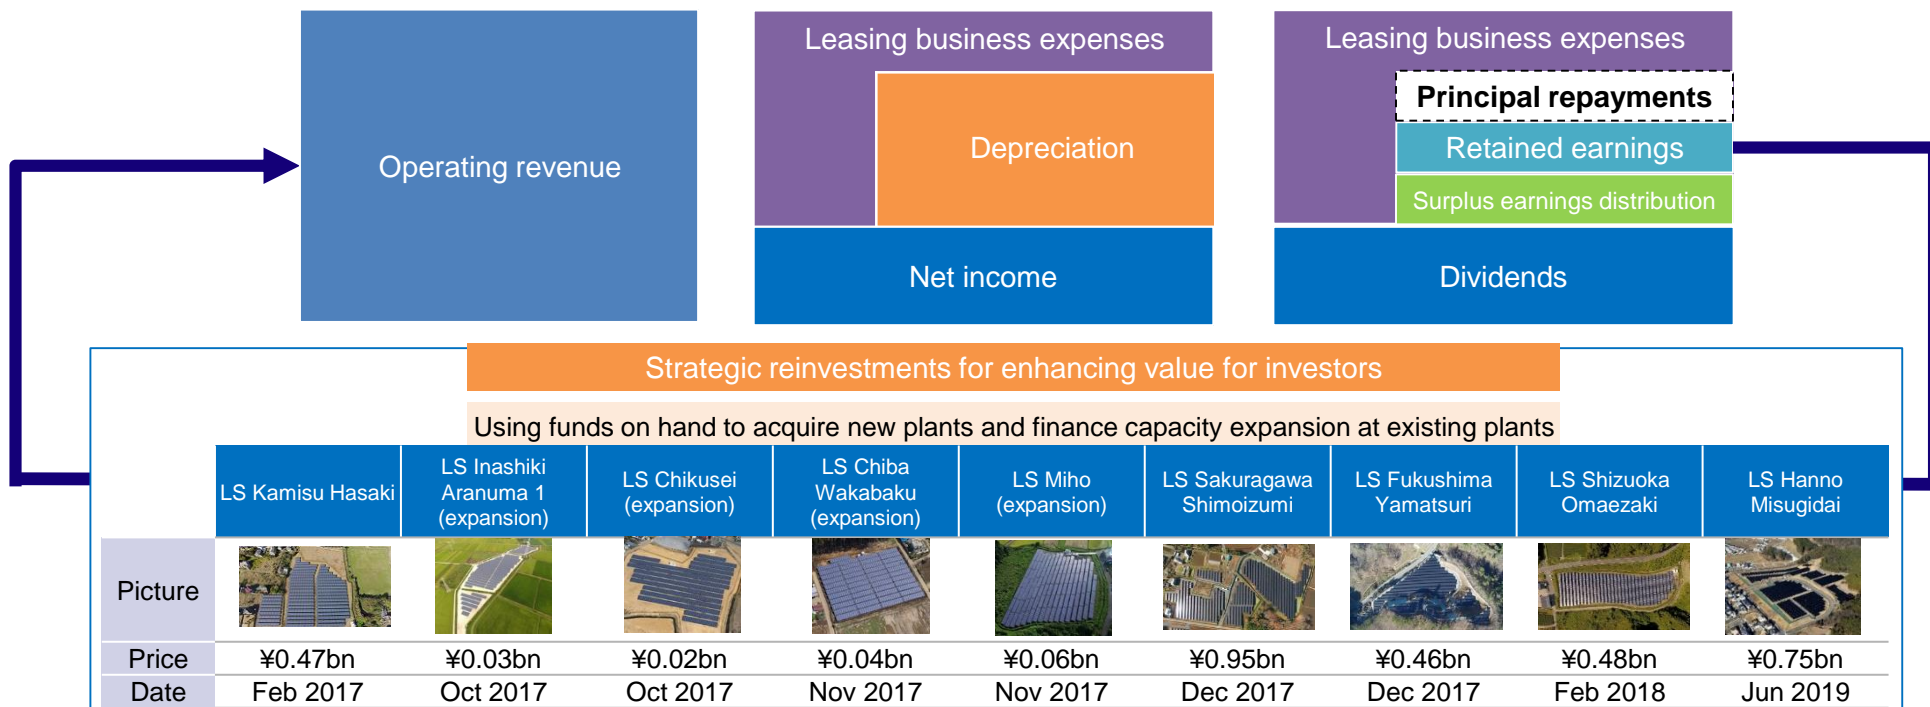 Operating revenue
Leasing business expenses
Depreciation
Net income
Leasing business expenses
Principal repayments
Retained earnings
Surplus earnings distribution
Dividends
Strategic reinvestments for enhancing value for investors
Using funds on hand to acquire new plants and finance capacity expansion at existing plants
LS Kamisu Hasaki
LS Inashiki
Aranuma 1
(expansion)
LS Chikusei
(expansion)
LS Chiba
Wakabaku
(expansion)
LS Miho
(expansion)
LS Sakuragawa
Shimoizumi
LS Fukushima
Yamatsuri
LS Shizuoka
Omaezaki
LS Hanno
Misugidai
Picture
Price ¥0.47bn ¥0.03bn ¥0.02bn ¥0.04bn ¥0.06bn ¥0.95bn ¥0.46bn ¥0.48bn ¥0.75bn
Date Feb 2017 Oct 2017 Oct 2017 Nov 2017 Nov 2017 Dec 2017 Dec 2017 Feb 2018 Jun 2019